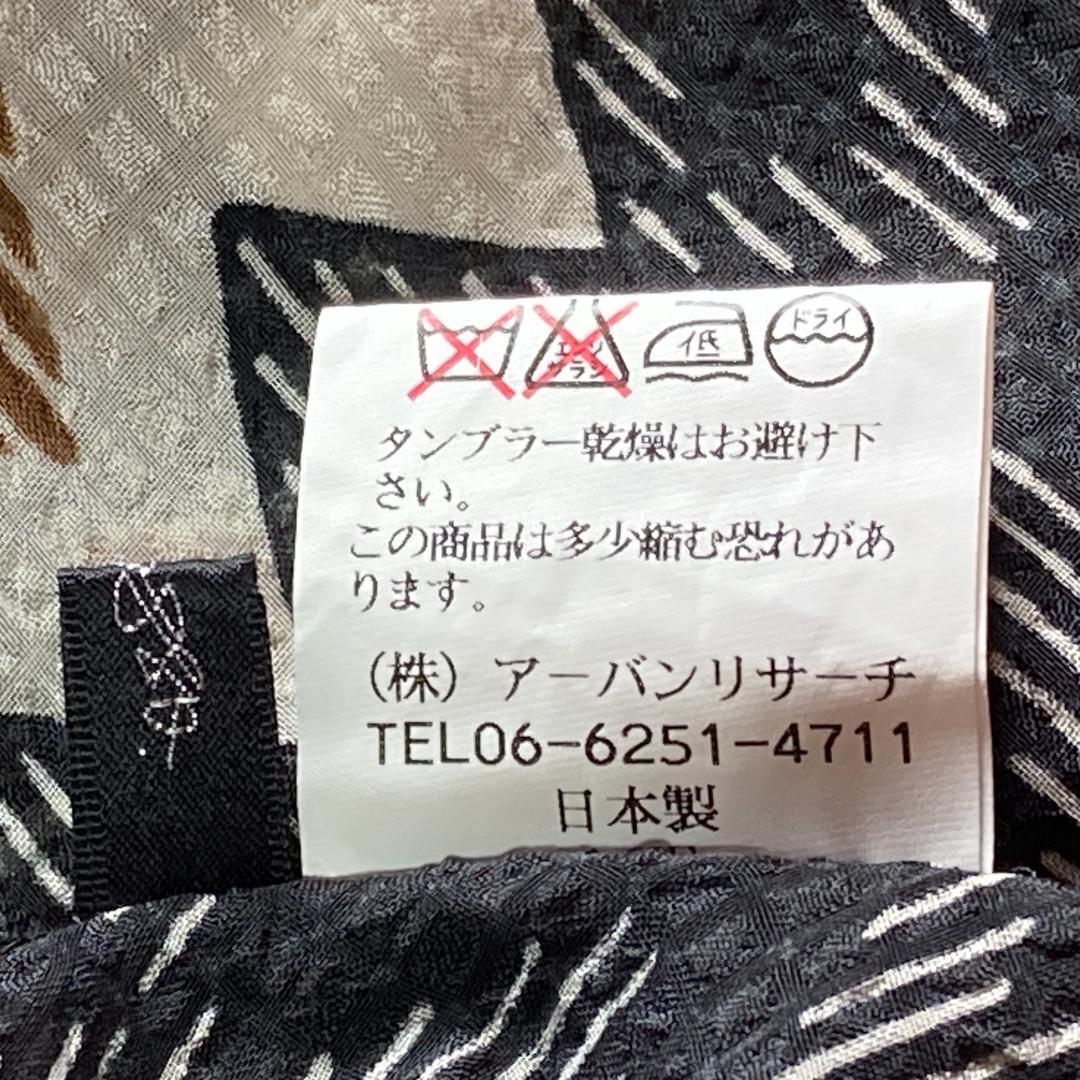 エンソ
サラシ
低
ドライ
タンブラー乾燥はお避け下
さい。
この商品は多少縮む恐れがあ
ります。
(株) アーバンリサーチ
TEL06-6251-4711
日本製